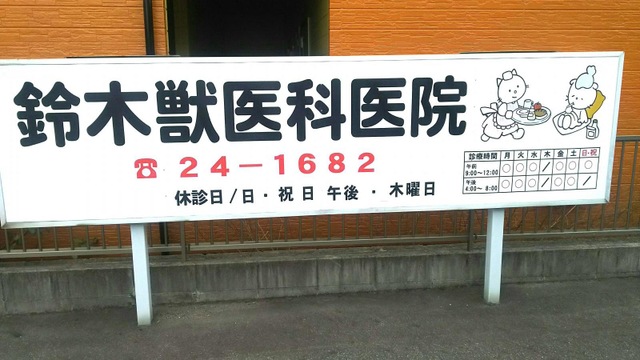 鈴木獣医科医院
☎24-1682
休診日/日・祝日 午後・木曜日
診療時間 月 火 水 木 金 土 日・祝
午前 9:00〜12:00 ○ ○ ○ / ○ ○ ○
午後 4:00〜8:00 ○ ○ ○ / ○ ○ /